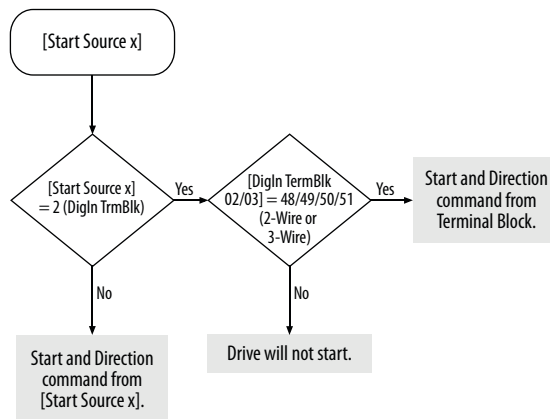 [Start Source x]
[Start Source x]
= 2 (DigIn TrmBlk)
Yes
[DigIn TermBlk
02/03] = 48/49/50/51
(2-Wire or
3-Wire)
Yes
Start and Direction
command from
Terminal Block.
No
No
Start and Direction
command from
[Start Source x].
Drive will not start.